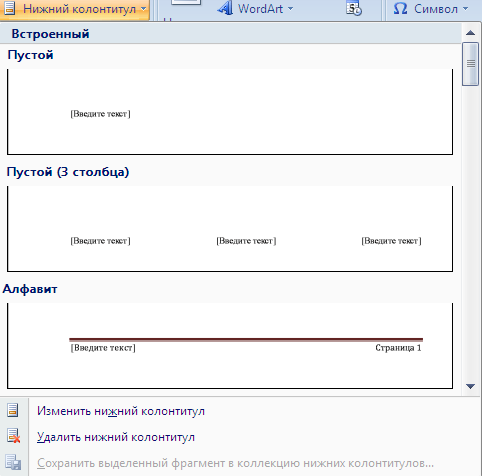 Нижний колонтитул WordArt Символ
Встроенный
Пустой
[Введите текст]
Пустой (3 столбца)
[Введите текст] [Введите текст] [Введите текст]
Алфавит
[Введите текст] Страница 1
Изменить нижний колонтитул
Удалить нижний колонтитул
Сохранить выделенный фрагмент в коллекцию нижних колонтитулов...